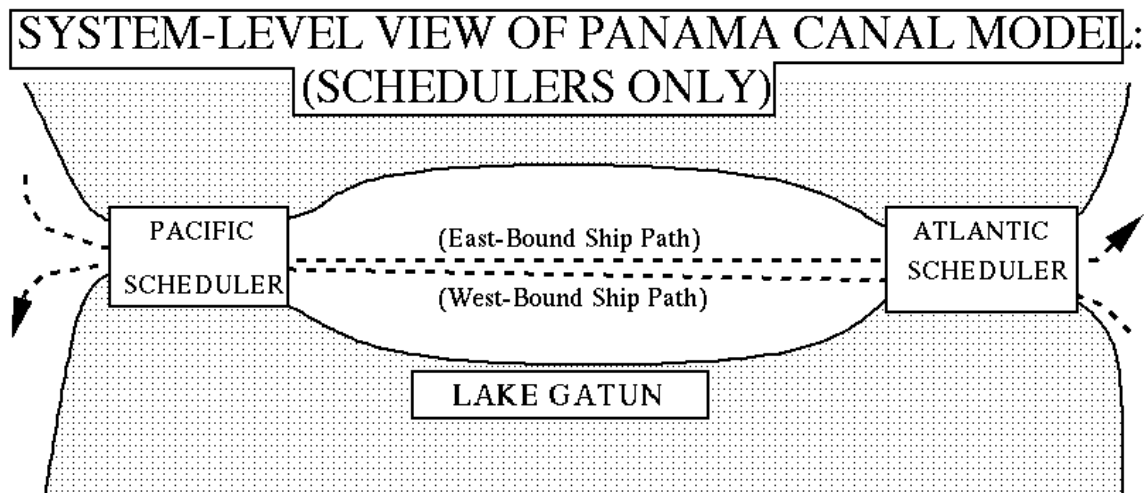 SYSTEM-LEVEL VIEW OF PANAMA CANAL MODEL:
(SCHEDULERS ONLY)
PACIFIC
SCHEDULER
(East-Bound Ship Path)
(West-Bound Ship Path)
ATLANTIC
SCHEDULER
LAKE GATUN